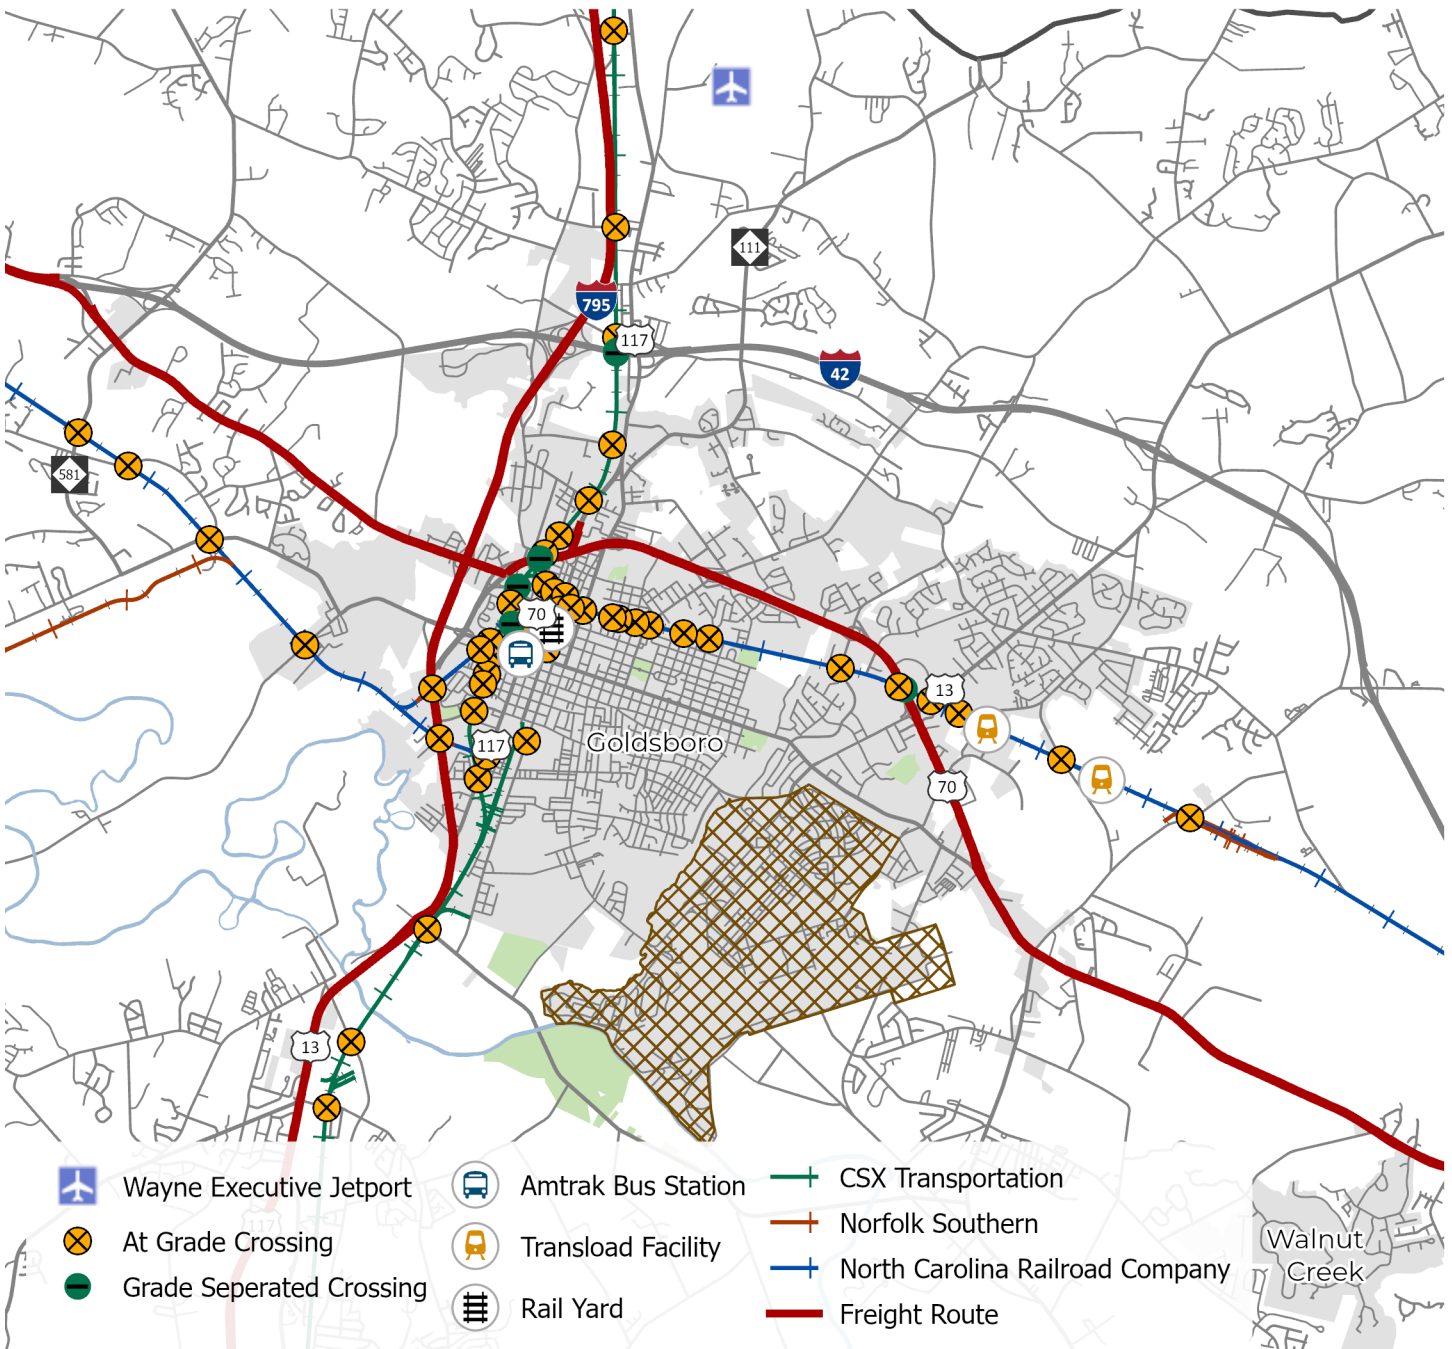 111
795
117
42
581
70
13
117
Goldsboro
70
13
Wayne Executive Jetport
At Grade Crossing
Grade Seperated Crossing
Amtrak Bus Station
Transload Facility
Rail Yard
CSX Transportation
Norfolk Southern
North Carolina Railroad Company
Freight Route
117
Walnut
Creek